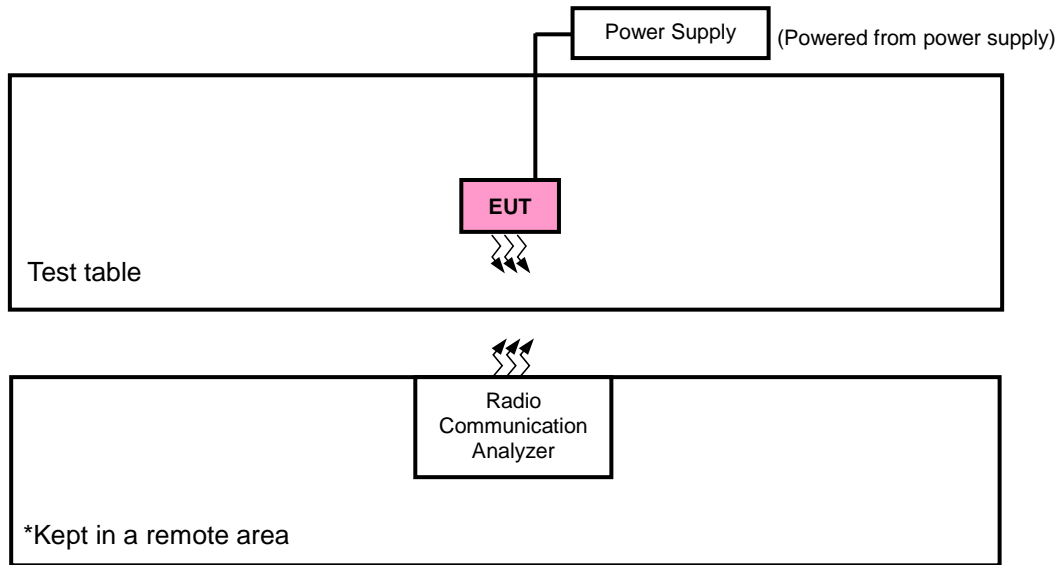 Power Supply
(Powered from power supply)
EUT
Test table
Radio
Communication
Analyzer
*Kept in a remote area